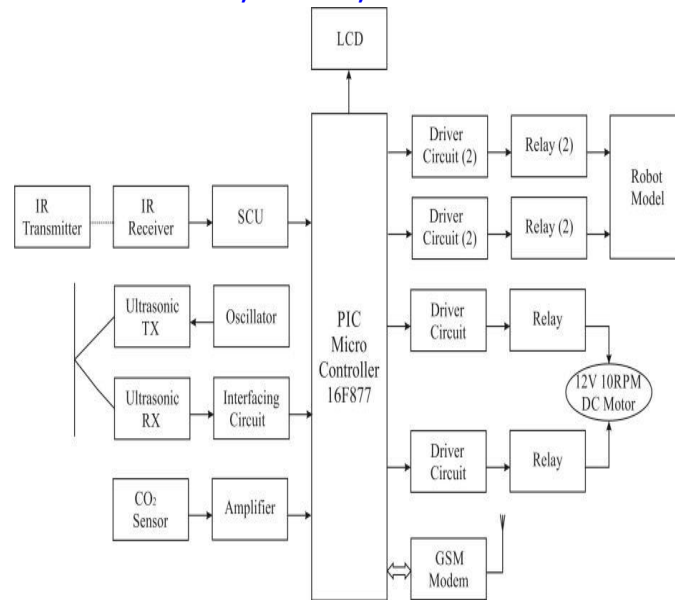 LCD
Driver
Circuit (2)
Relay (2)
Robot
Model
IR
Transmitter
IR
Receiver
SCU
Driver
Circuit (2)
Relay (2)
Ultrasonic
TX
Oscillator
PIC
Micro
Controller
16F877
Driver
Circuit
Relay
12V 10RPM
DC Motor
Ultrasonic
RX
Interfacing
Circuit
Driver
Circuit
Relay
CO₂
Sensor
Amplifier
GSM
Modem